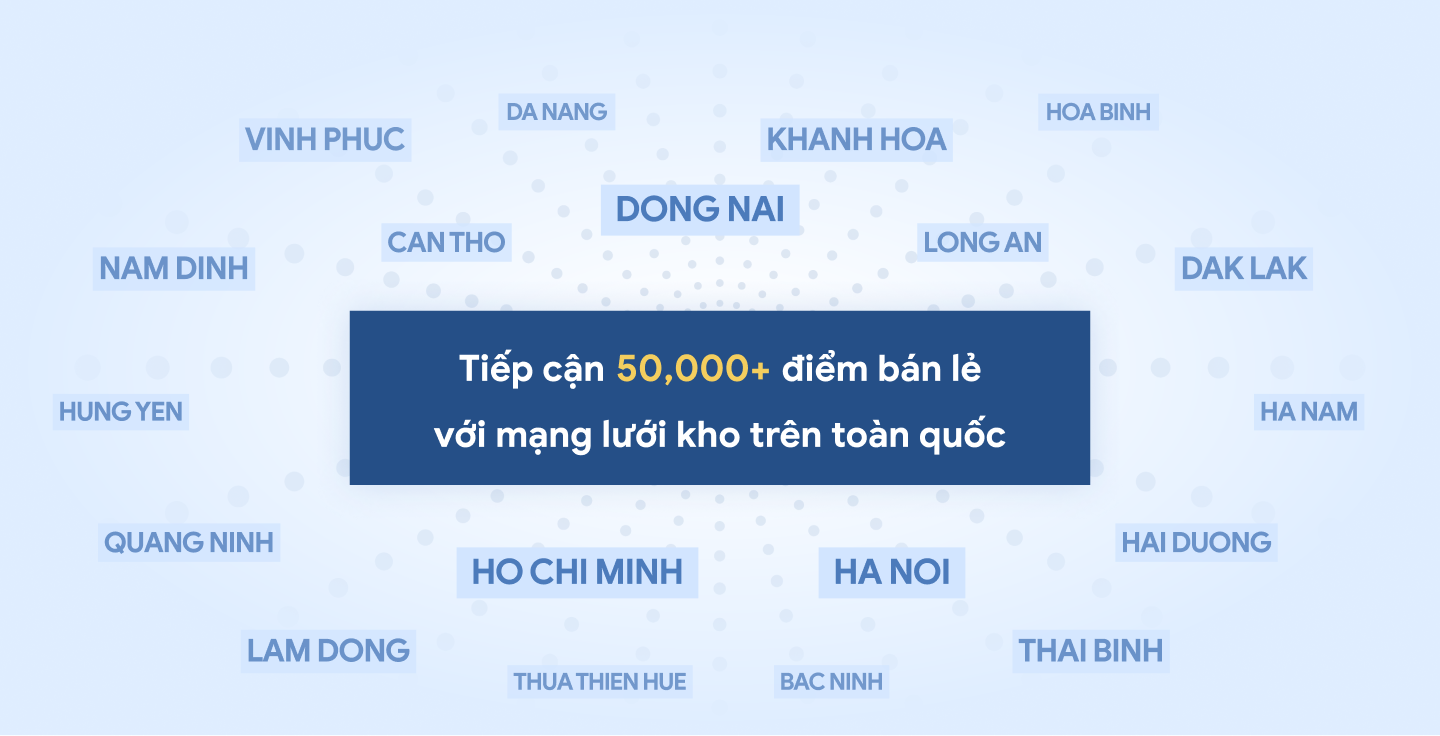 DA NANG
HOA BINH
VINH PHUC
KHANH HOA
DONG NAI
CAN THO
LONG AN
NAM DINH
DAK LAK
Tiếp cận 50,000+ điểm bán lẻ
với mạng lưới kho trên toàn quốc
HUNG YEN
HA NAM
QUANG NINH
HAI DUONG
HO CHI MINH
HA NOI
LAM DONG
THAI BINH
THUA THIEN HUE
BAC NINH